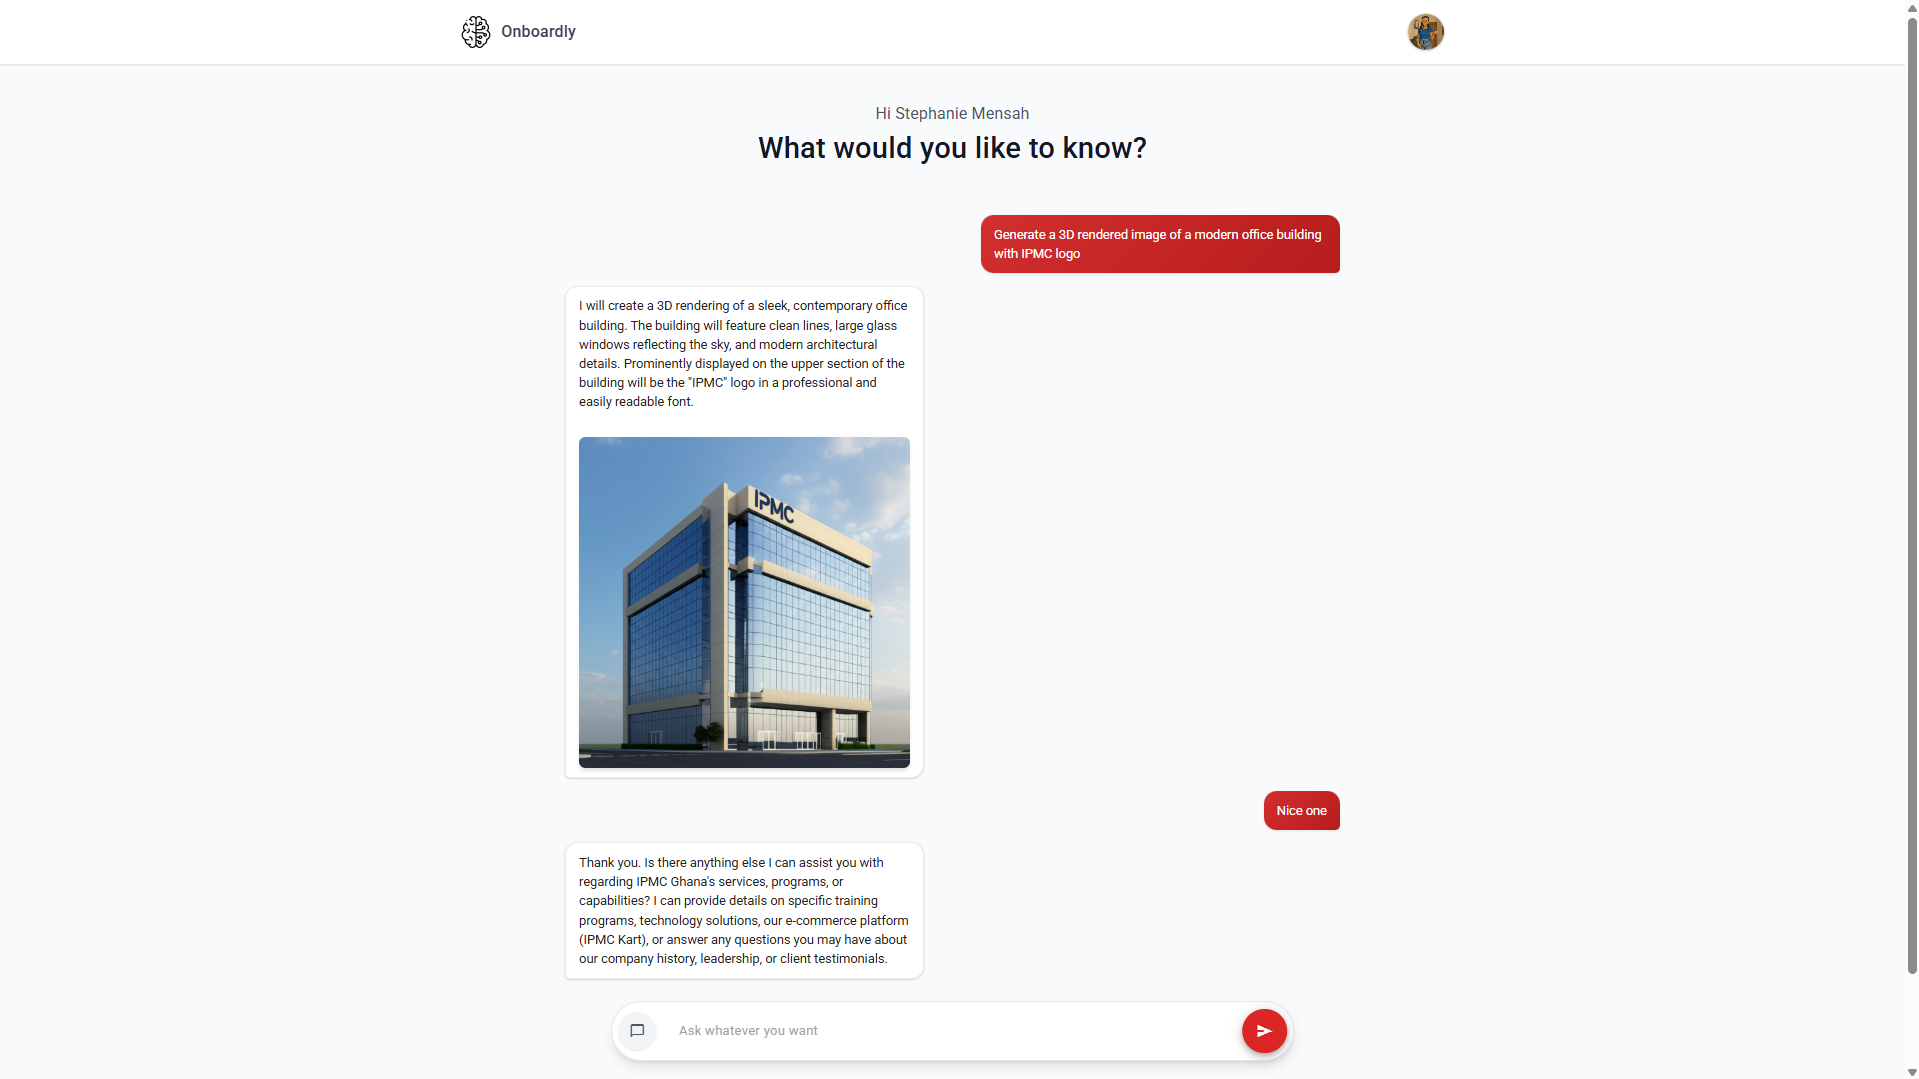 Onboardly
Hi Stephanie Mensah
What would you like to know?
Generate a 3D rendered image of a modern office building
with IPMC logo
I will create a 3D rendering of a sleek, contemporary office
building. The building will feature clean lines, large glass
windows reflecting the sky, and modern architectural
details. Prominently displayed on the upper section of the
building will be the "IPMC" logo in a professional and
easily readable font.
IPMC
Nice one
Thank you. Is there anything else I can assist you with
regarding IPMC Ghana's services, programs, or
capabilities? I can provide details on specific training
programs, technology solutions, our e-commerce platform
(IPMC Kart), or answer any questions you may have about
our company history, leadership, or client testimonials.
Ask whatever you want